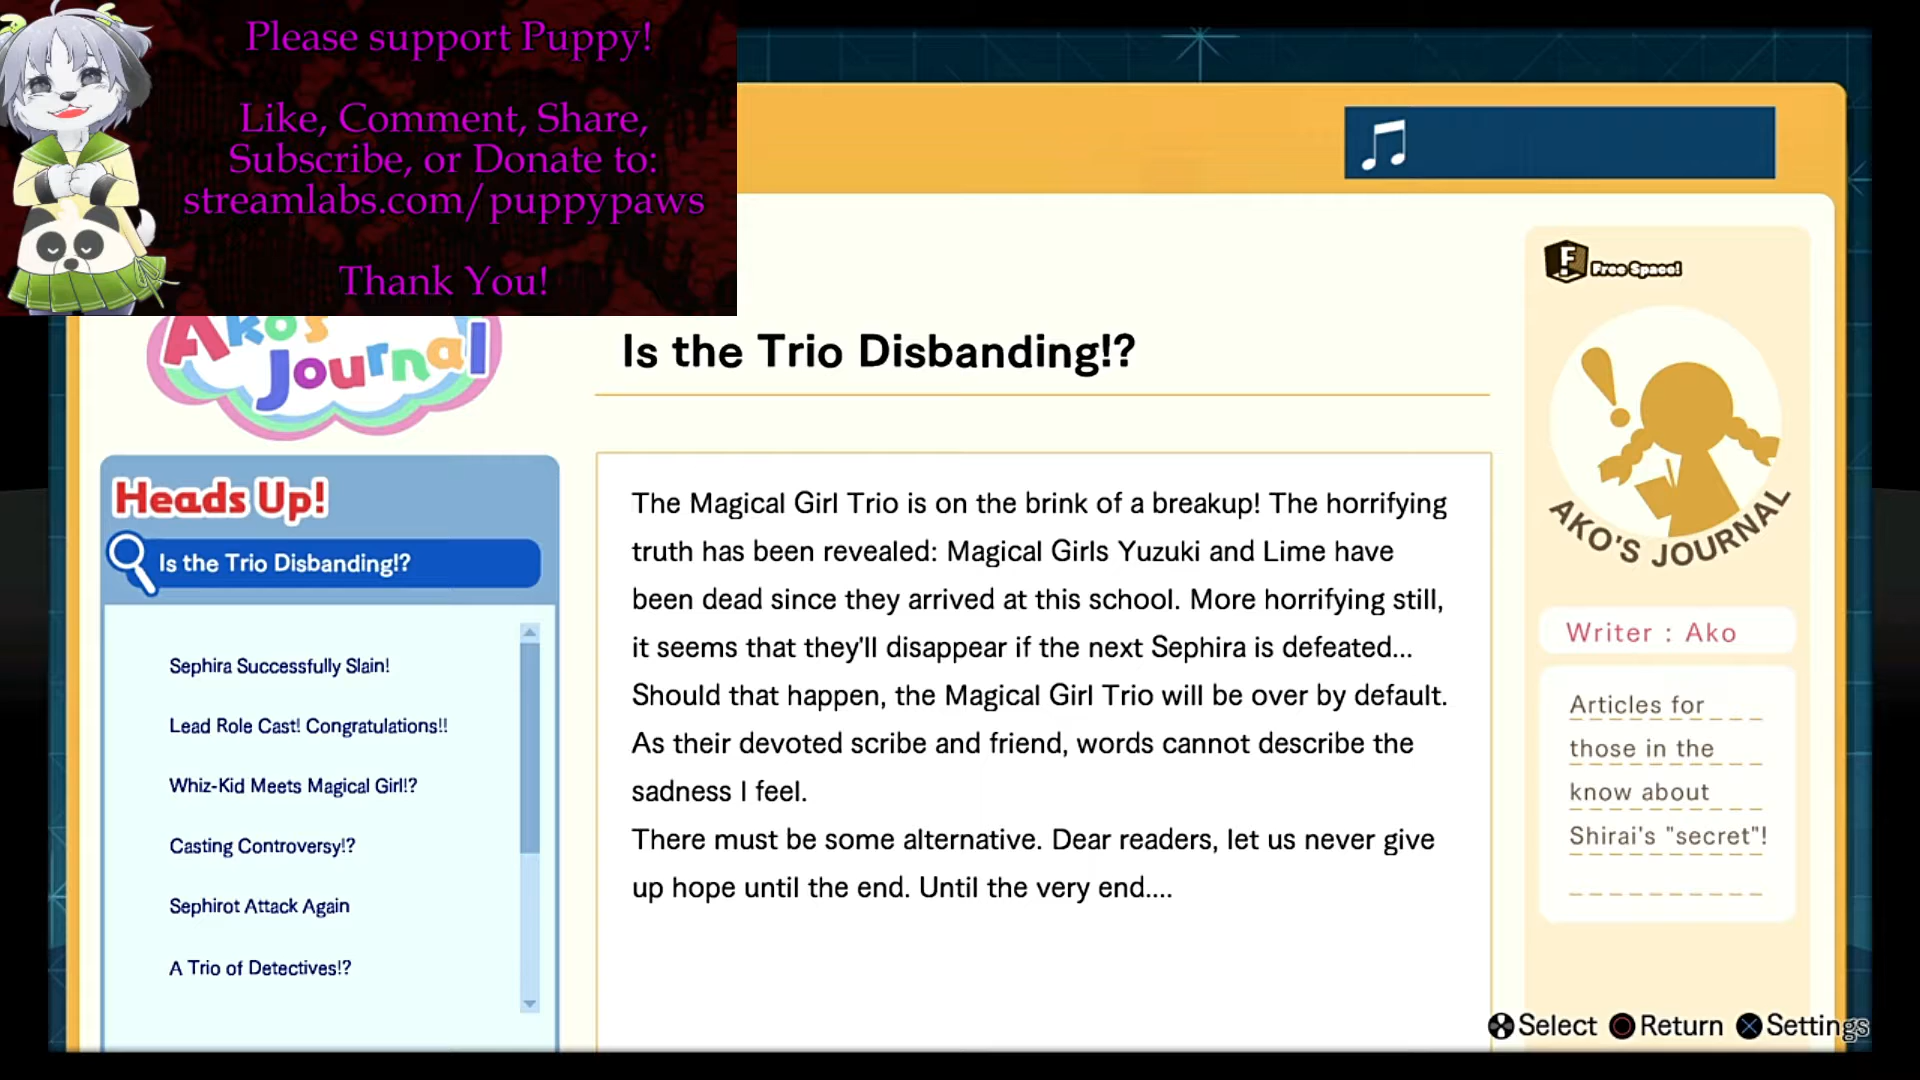 Please support Puppy!
Like, Comment, Share,
Subscribe, or Donate to:
streamlabs.com/puppypaws
Thank You!
Ako's
Journal
Heads Up!
Is the Trio Disbanding!?
Sephira Successfully Slain!
Lead Role Cast! Congratulations!!
Whiz-Kid Meets Magical Girl!?
Casting Controversy!?
Sephirot Attack Again
A Trio of Detectives!?
Is the Trio Disbanding!?
The Magical Girl Trio is on the brink of a breakup! The horrifying
truth has been revealed: Magical Girls Yuzuki and Lime have
been dead since they arrived at this school. More horrifying still,
it seems that they'll disappear if the next Sephira is defeated...
Should that happen, the Magical Girl Trio will be over by default.
As their devoted scribe and friend, words cannot describe the
sadness I feel.
There must be some alternative. Dear readers, let us never give
up hope until the end. Until the very end....
F Free Space!
AKO'S JOURNAL
Writer : Ako
Articles for
those in the
know about
Shirai's "secret"!
Select Return Settings